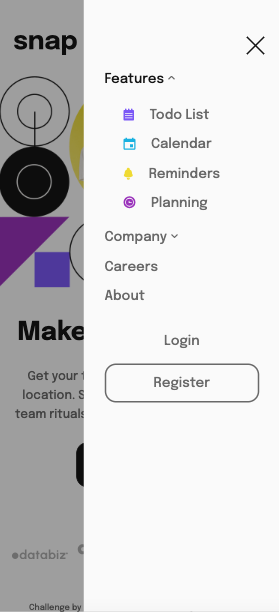 snap
Features
Todo List
Calendar
Reminders
Planning
Company
Careers
About
Login
Register
Make
Get your
location. S
team rituals
databiz
Challenge by